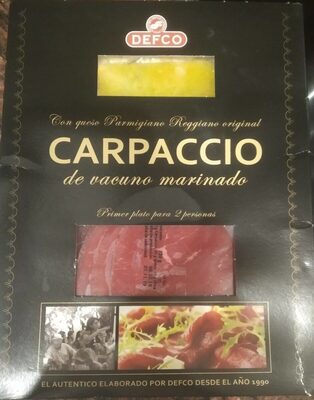 DEFCO
Con queso Parmigiano Reggiano original
CARPACCIO
de vacuno marinado
Primer plato para 2 personas
EL AUTENTICO ELABORADO POR DEFCO DESDE EL AÑO 1990